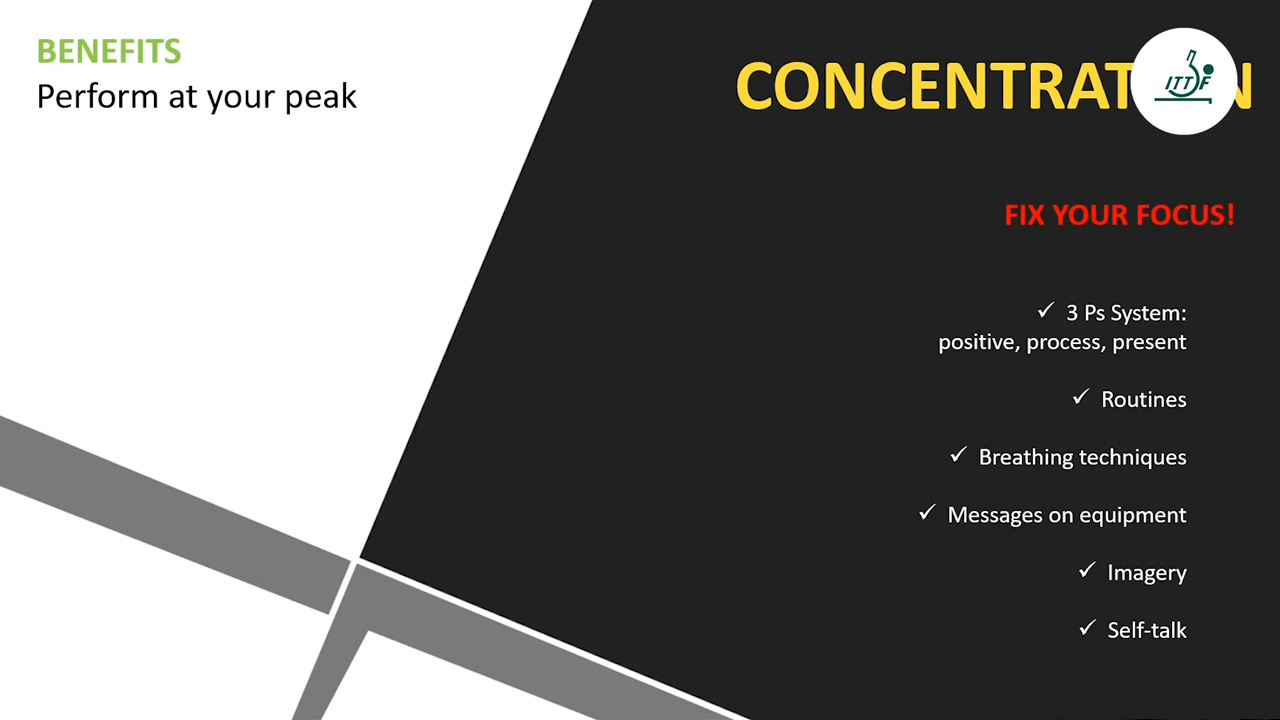 BENEFITS
Perform at your peak
CONCENTRAT N
ITTF
FIX YOUR FOCUS!
✓ 3 Ps System:
positive, process, present
✓ Routines
✓ Breathing techniques
✓ Messages on equipment
✓ Imagery
✓ Self-talk